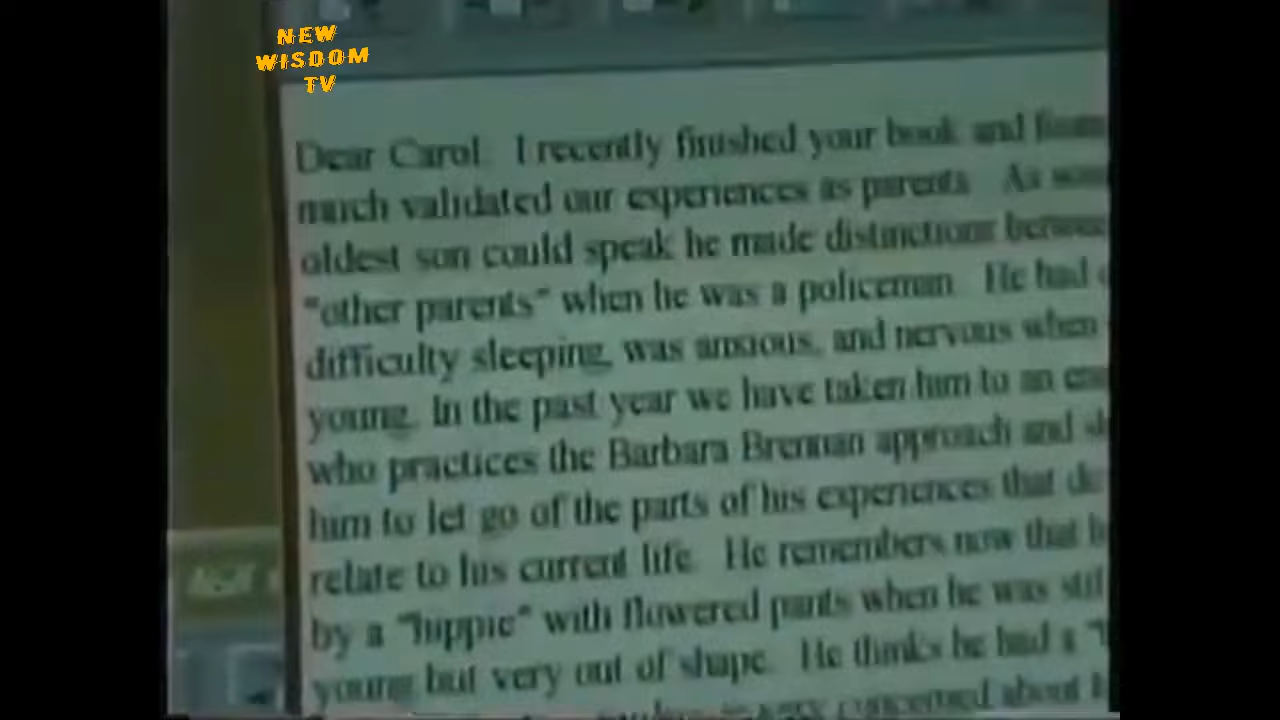 NEW
WISDOM
TV
Dear Carol: I recently finished your book and
much validated our experiences as parents. As
oldest son could speak he made distinctions
"other parents" when he was a policeman. He had
difficulty sleeping, was anxious, and nervous when
young. In the past year we have taken him to an
who practices the Barbara Brennan approach and
him to let go of the parts of his experiences that
relate to his current life. He remembers now that
by a "hippie" with flowered pants when he was
young but very out of shape. He thinks he had a
concerned about